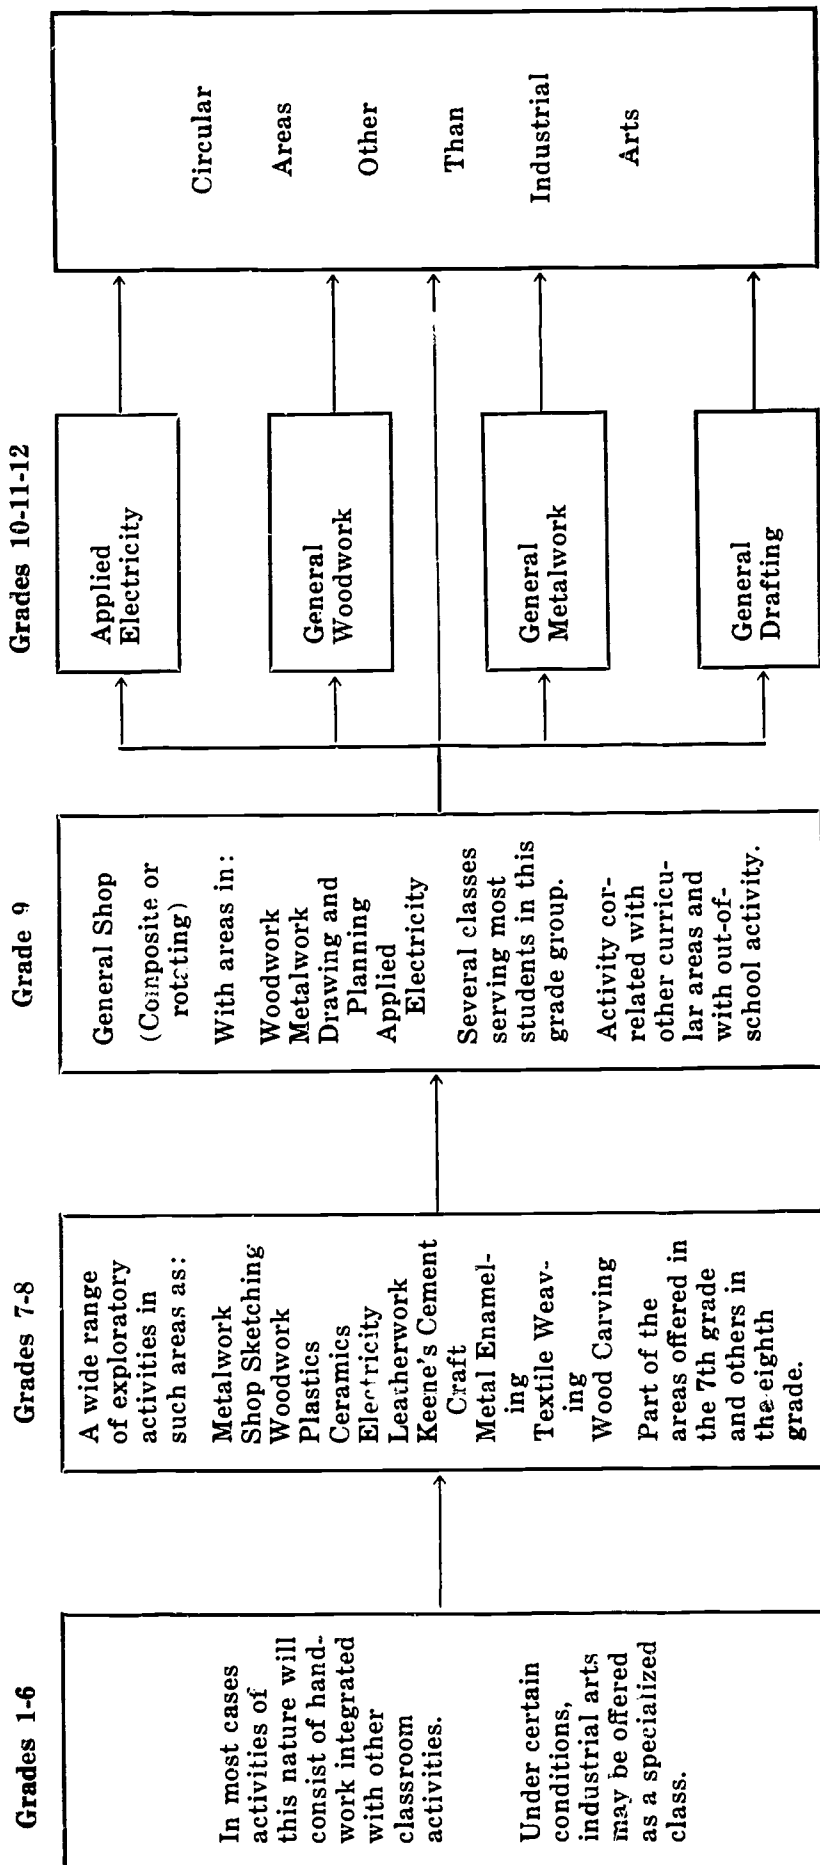 Grades 1-6
In most cases
activities of
this nature will
consist of hand-
work integrated
with other
classroom
activities.
Under certain
conditions,
industrial arts
may be offered
as a specialized
class.
Grades 7-8
A wide range
of exploratory
activities in
such areas as:
Metalwork
Shop Sketching
Woodwork
Plastics
Ceramics
Electricity
Leatherwork
Keene's Cement
Craft
Metal Enamel-
ing
Textile Weav-
ing
Wood Carving
Part of the
areas offered in
the 7th grade
and others in
the eighth
grade.
Grade 9
General Shop
(Composite or
rotating)
With areas in:
Woodwork
Metalwork
Drawing and
Planning
Applied
Electricity
Several classes
serving most
students in this
grade group.
Activity cor-
related with
other curricu-
lar areas and
with out-of-
school activity.
Grades 10-11-12
Applied
Electricity
General
Woodwork
General
Metalwork
General
Drafting
Circular
Areas
Other
Than
Industrial
Arts